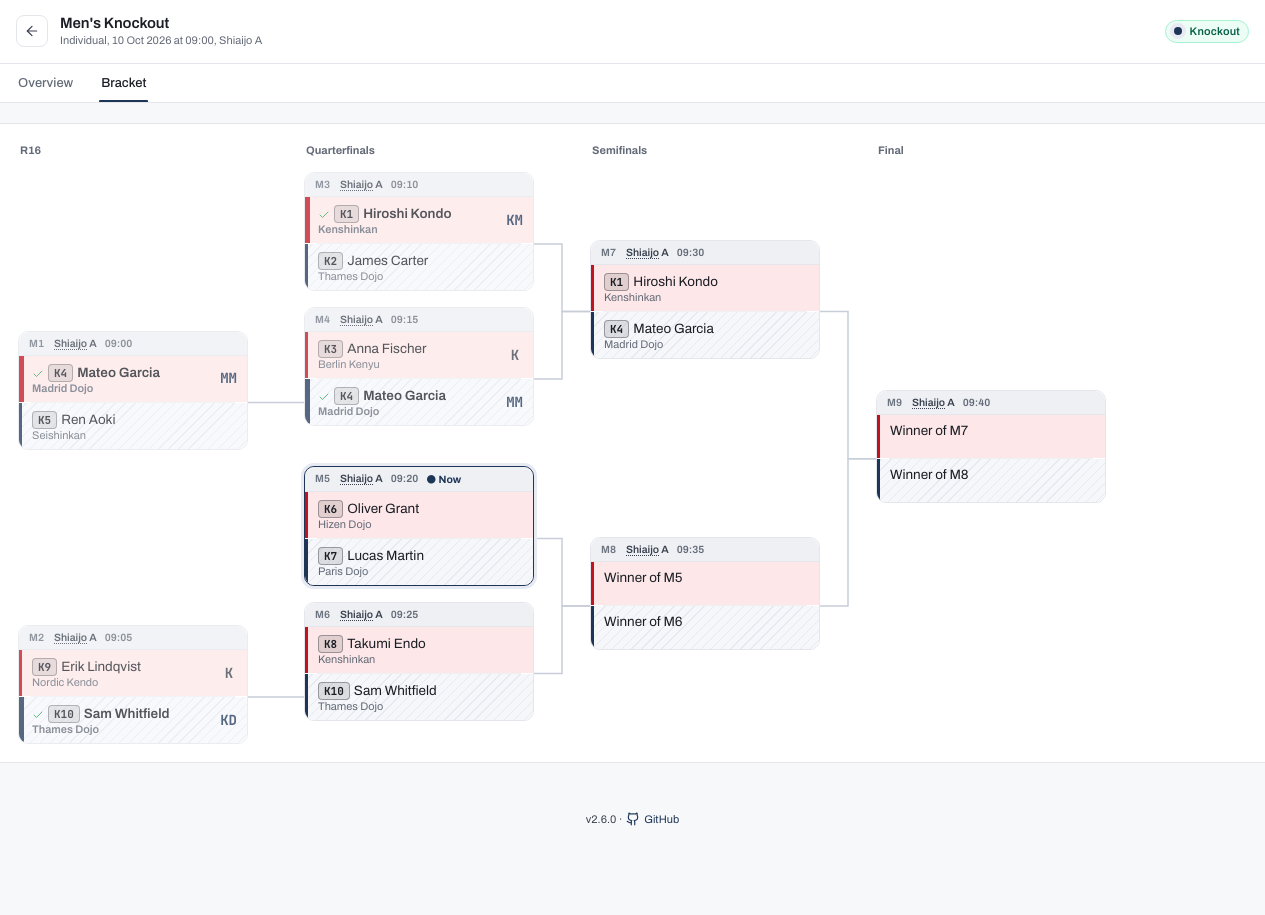 Men's Knockout
Individual, 10 Oct 2026 at 09:00, Shiaijo A
Knockout
Overview
Bracket
R16
M1 Shiaijo A 09:00
K4 Mateo Garcia
Madrid Dojo
MM
K5 Ren Aoki
Seishinkan
M2 Shiaijo A 09:05
K9 Erik Lindqvist
Nordic Kendo
K
K10 Sam Whitfield
Thames Dojo
KD
Quarterfinals
M3 Shiaijo A 09:10
K1 Hiroshi Kondo
Kenshinkan
KM
K2 James Carter
Thames Dojo
M4 Shiaijo A 09:15
K3 Anna Fischer
Berlin Kenyu
K
K4 Mateo Garcia
Madrid Dojo
MM
M5 Shiaijo A 09:20 Now
K6 Oliver Grant
Hizen Dojo
K7 Lucas Martin
Paris Dojo
M6 Shiaijo A 09:25
K8 Takumi Endo
Kenshinkan
K10 Sam Whitfield
Thames Dojo
Semifinals
M7 Shiaijo A 09:30
K1 Hiroshi Kondo
Kenshinkan
K4 Mateo Garcia
Madrid Dojo
M8 Shiaijo A 09:35
Winner of M5
Winner of M6
Final
M9 Shiaijo A 09:40
Winner of M7
Winner of M8
v2.6.0 · GitHub